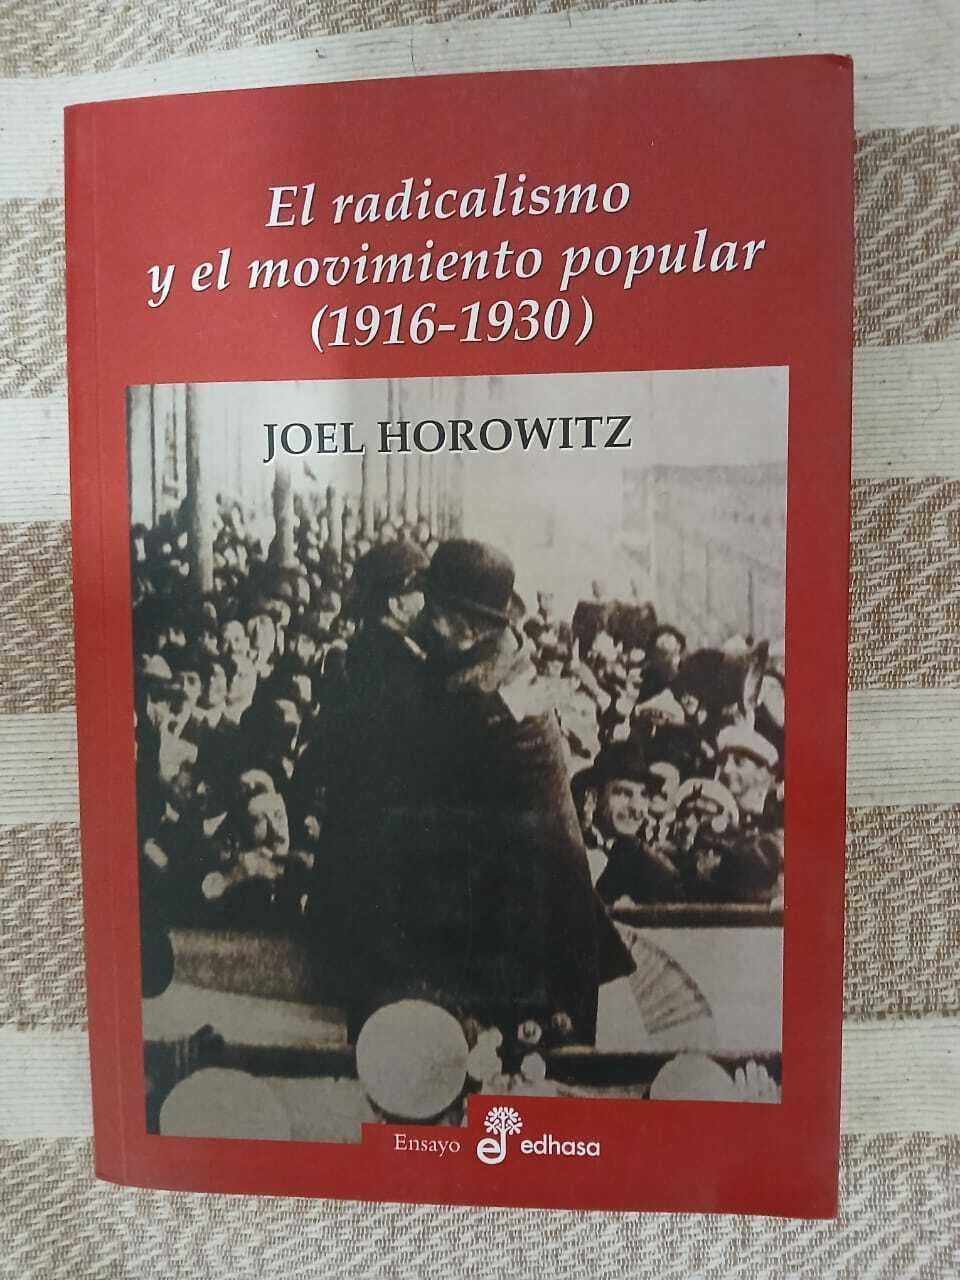 El radicalismo
y el movimiento popular
(1916-1930)
JOEL HOROWITZ
Ensayo edhasa